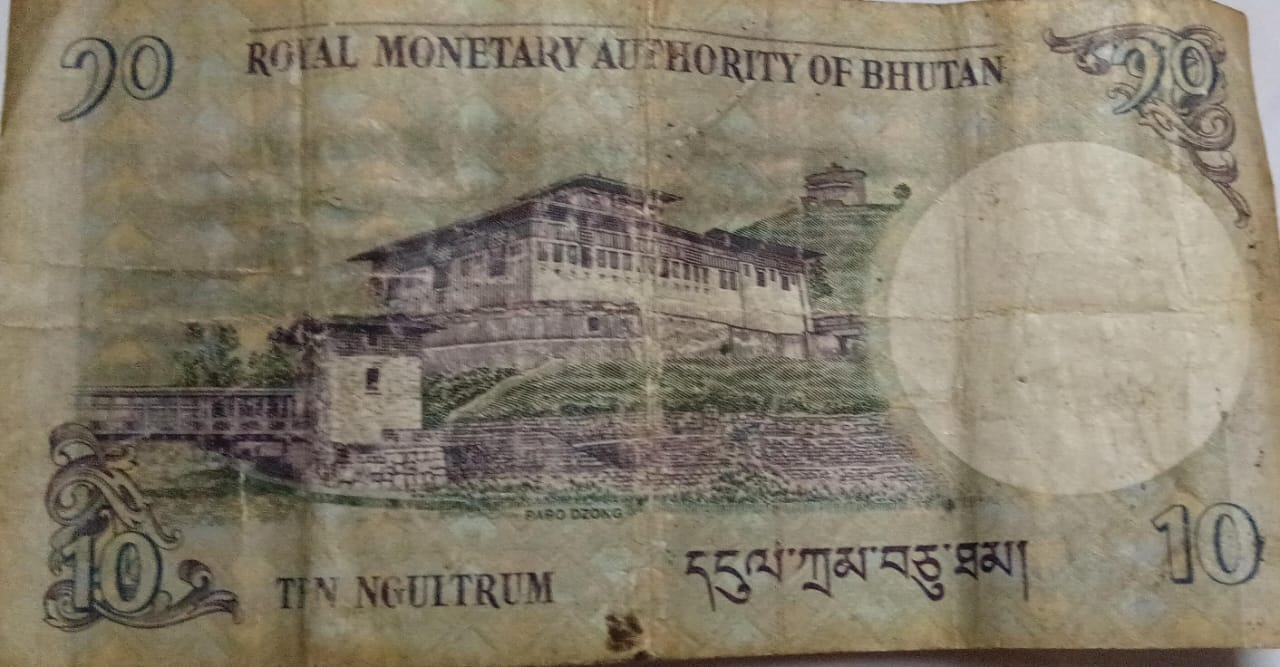 ༡༠ ROYAL MONETARY AUTHORITY OF BHUTAN ༡༠
PARO DZONG
10 TEN NGULTRUM དངུལ་ཀྲམ་བཅུ་ཐམ། 10